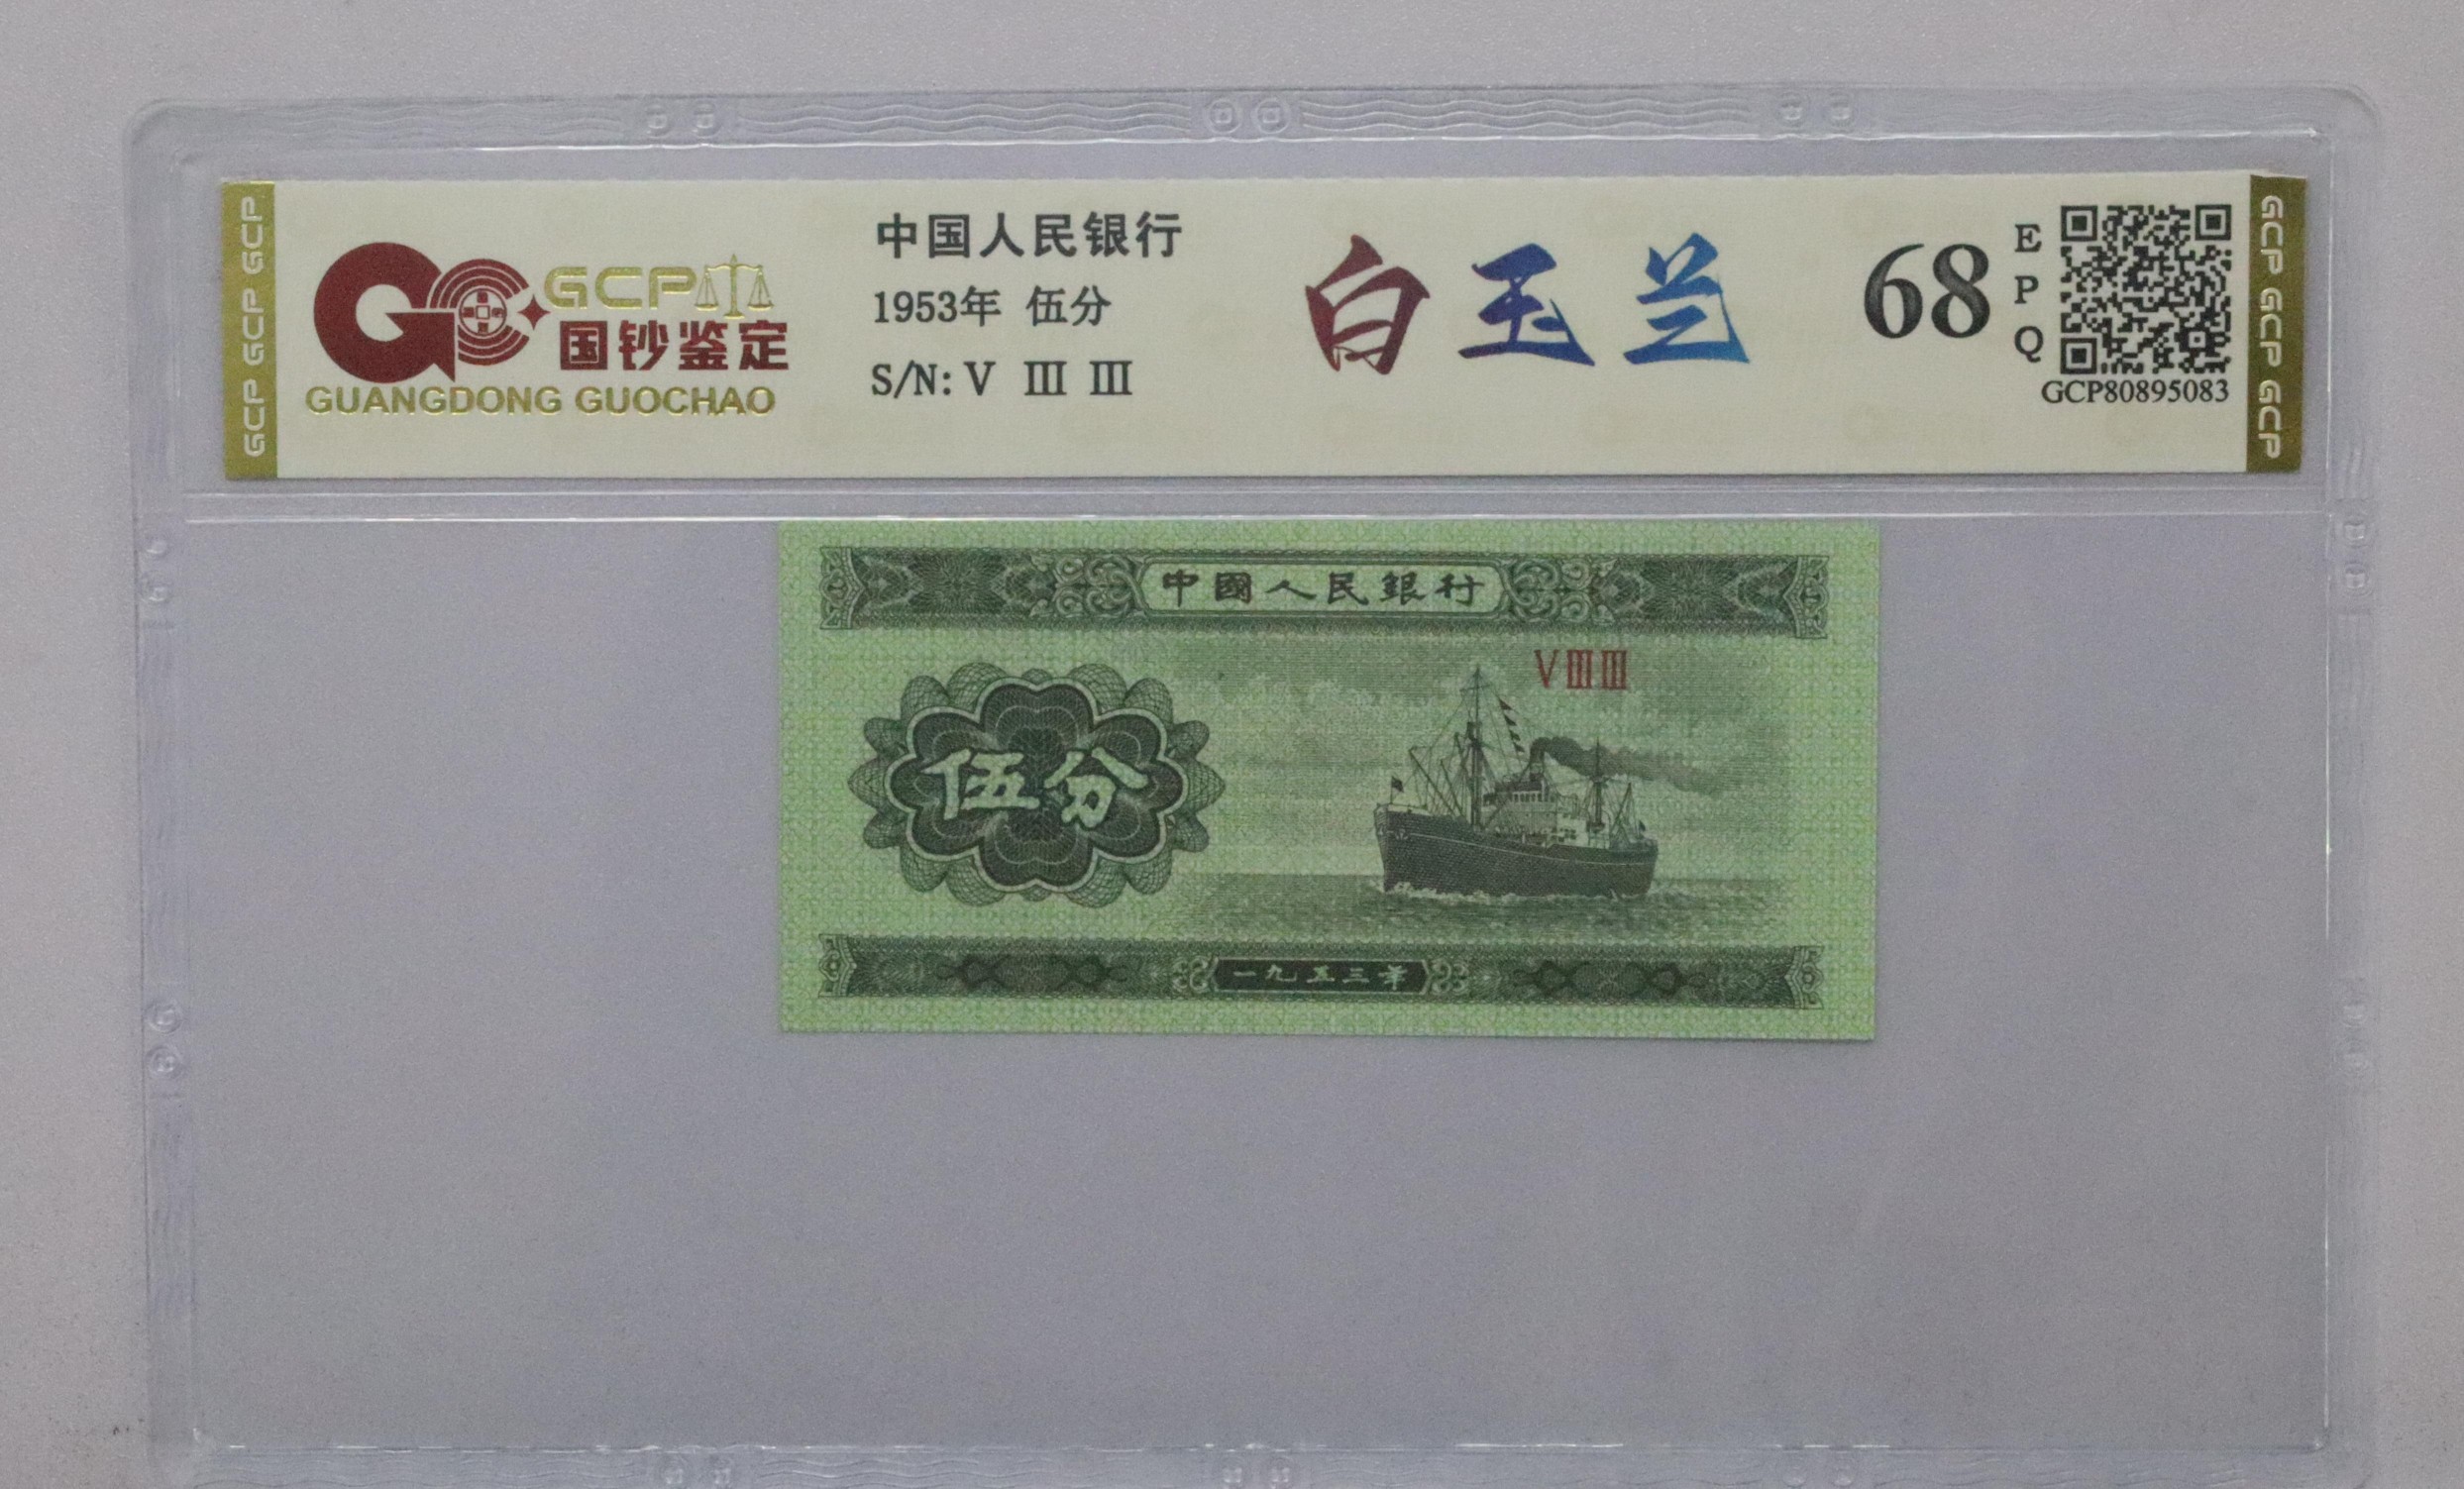 GCP GCP GCP
GCP
国钞鉴定
GUANGDONG GUOCHAO
中国人民银行
1953年 伍分
S/N: V III III
白玉兰
68
EPQ
GCP80895083
GCP GCP GCP
中國人民銀行
V III III
伍分
一九五三年